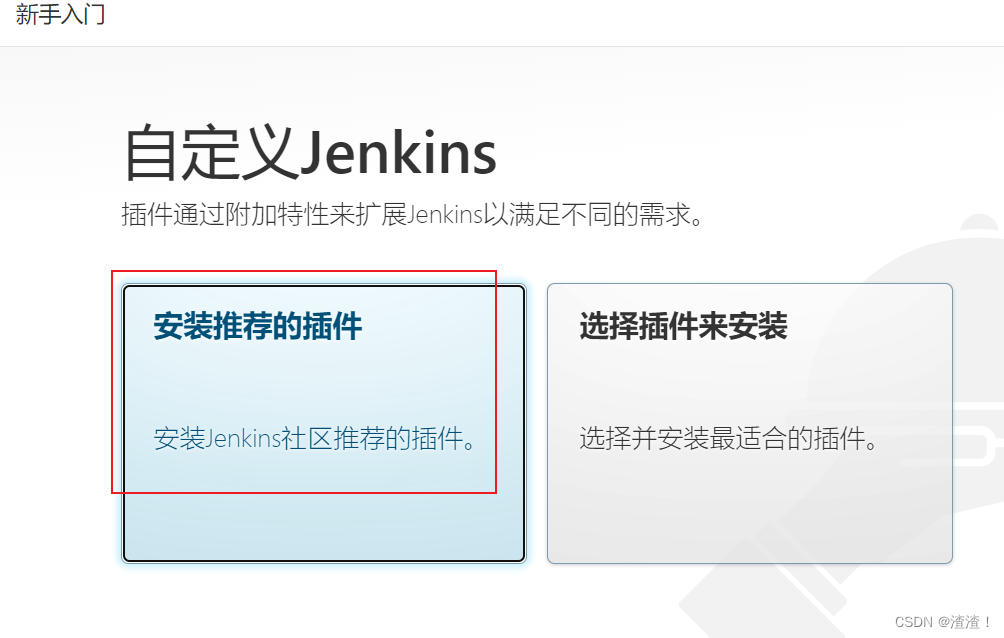 新手入门
自定义Jenkins
插件通过附加特性来扩展Jenkins以满足不同的需求。
安装推荐的插件
安装Jenkins社区推荐的插件。
选择插件来安装
选择并安装最适合的插件。
CSDN @渣渣！